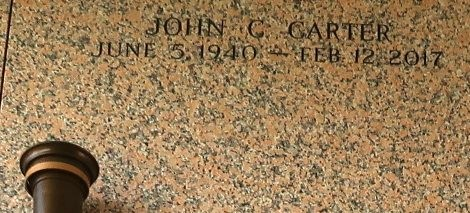 JOHN C. CARTER
JUNE 5, 1940 — FEB 12, 2017